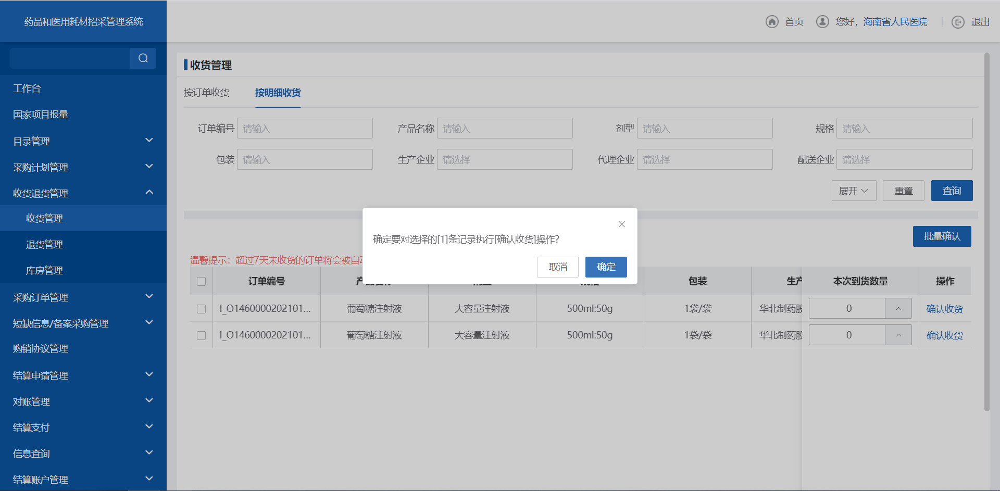 药品和医用耗材招采管理系统
首页
您好，海南省人民医院
退出
工作台
国家项目报量
目录管理
采购计划管理
收货退货管理
收货管理
退货管理
库房管理
采购订单管理
短缺信息/备案采购管理
购销协议管理
结算申请管理
对账管理
结算支付
信息查询
结算账户管理
收货管理
按订单收货 按明细收货
订单编号 请输入 产品名称 请输入 剂型 请输入 规格 请输入
包装 请输入 生产企业 请选择 代理企业 请选择 配送企业 请选择
展开 重置 查询
批量确认
确定要对选择的[1]条记录执行[确认收货]操作?
取消 确定
温馨提示：超过7天未收货的订单将会被自
订单编号 包装 生产 本次到货数量 操作
I_O1460000202101... 葡萄糖注射液 大容量注射液 500ml:50g 1袋/袋 华北制药股 0 确认收货
I_O1460000202101... 葡萄糖注射液 大容量注射液 500ml:50g 1袋/袋 华北制药股 0 确认收货